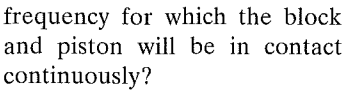 frequency for which the block
and piston will be in contact
continuously?